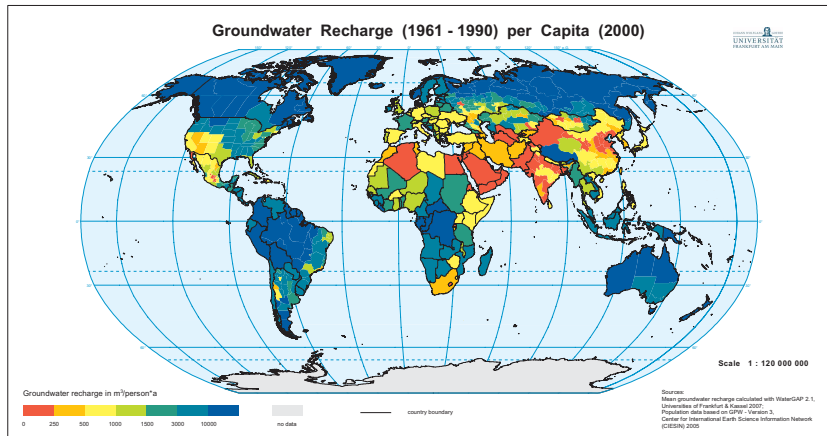 Groundwater Recharge (1961 - 1990) per Capita (2000)
UNIVERSITÄT
FRANKFURT AM MAIN
Scale 1 : 120 000 000
Groundwater recharge in m³/person*a
0 250 500 1000 1500 3000 10000
no data
country boundary
Sources:
Mean groundwater recharge calculated with WaterGAP 2.1,
Universities of Frankfurt & Kassel 2007;
Population data based on GPW - Version 3,
Center for International Earth Science Information Network
(CIESIN) 2005